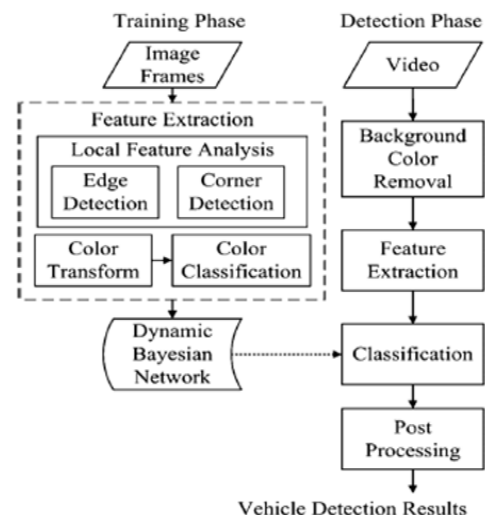 Training Phase
Image
Frames
Feature Extraction
Local Feature Analysis
Edge
Detection
Corner
Detection
Color
Transform
Color
Classification
Dynamic
Bayesian
Network
Detection Phase
Video
Background
Color
Removal
Feature
Extraction
Classification
Post
Processing
Vehicle Detection Results